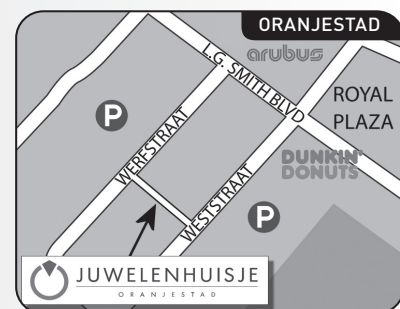 ORANJESTAD
arubus
L.G. SMITH BLVD
ROYAL
PLAZA
P
WERFSTRAAT
DUNKIN'
DONUTS
WESTSTRAAT
P
JUWELENHUISJE
ORANJESTAD